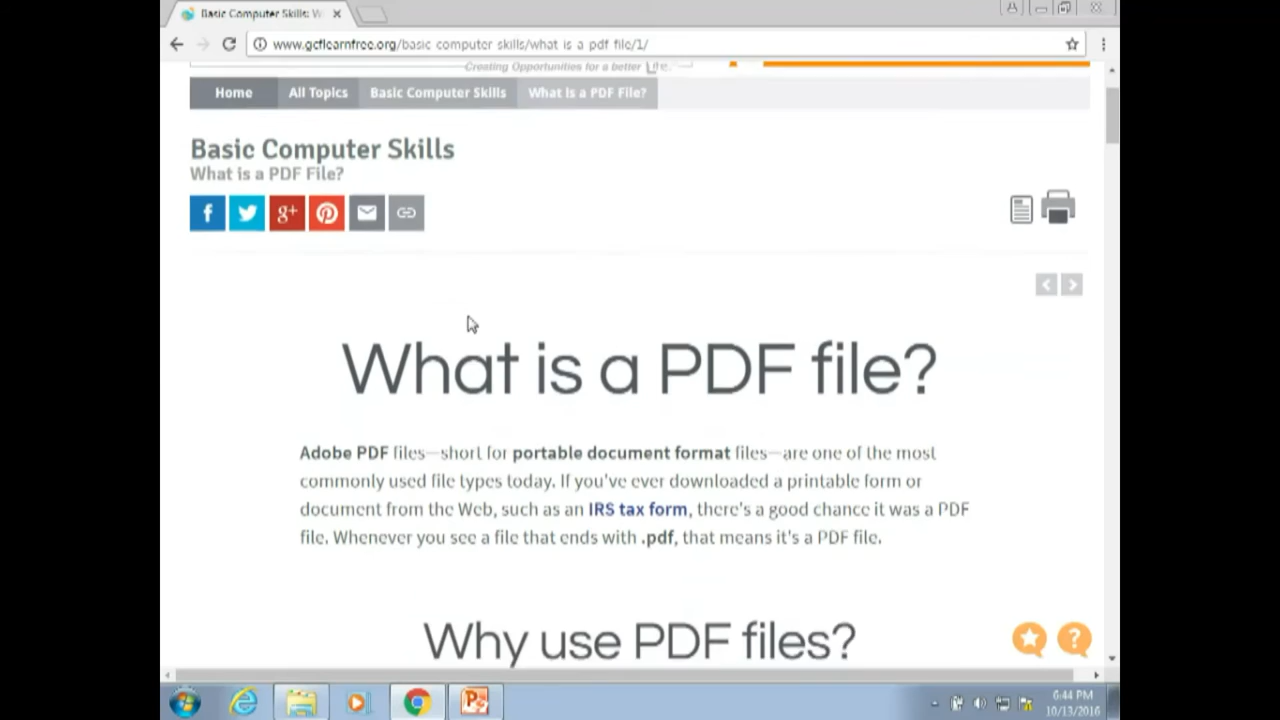 Basic Computer Skills: W
www.gcflearnfree.org/basic computer skills/what is a pdf file/1/
Creating Opportunities for a better Life.
Home All Topics Basic Computer Skills What is a PDF File?
Basic Computer Skills
What is a PDF File?
f g+
What is a PDF file?
Adobe PDF files—short for portable document format files—are one of the most
commonly used file types today. If you've ever downloaded a printable form or
document from the Web, such as an IRS tax form, there's a good chance it was a PDF
file. Whenever you see a file that ends with .pdf, that means it's a PDF file.
Why use PDF files?
?
6:44 PM
10/13/2016